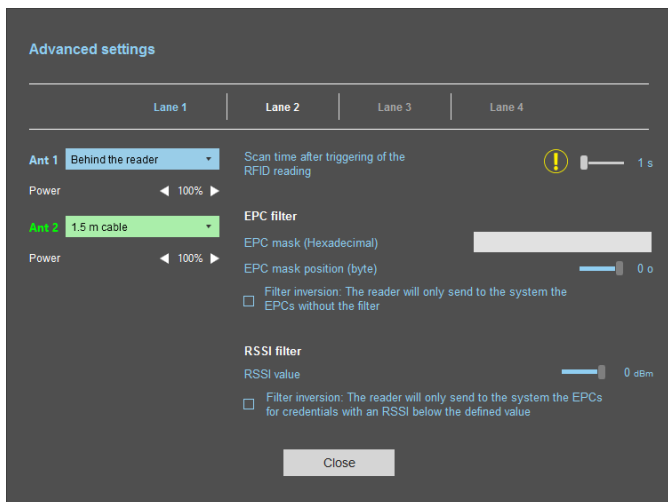 Advanced settings
Lane 1 Lane 2 Lane 3 Lane 4
Ant 1 Behind the reader
Power 100%
Ant 2 1.5 m cable
Power 100%
Scan time after triggering of the
RFID reading
! 1 s
EPC filter
EPC mask (Hexadecimal)
EPC mask position (byte) 0 o
Filter inversion: The reader will only send to the system the
EPCs without the filter
RSSI filter
RSSI value 0 dBm
Filter inversion: The reader will only send to the system the EPCs
for credentials with an RSSI below the defined value
Close